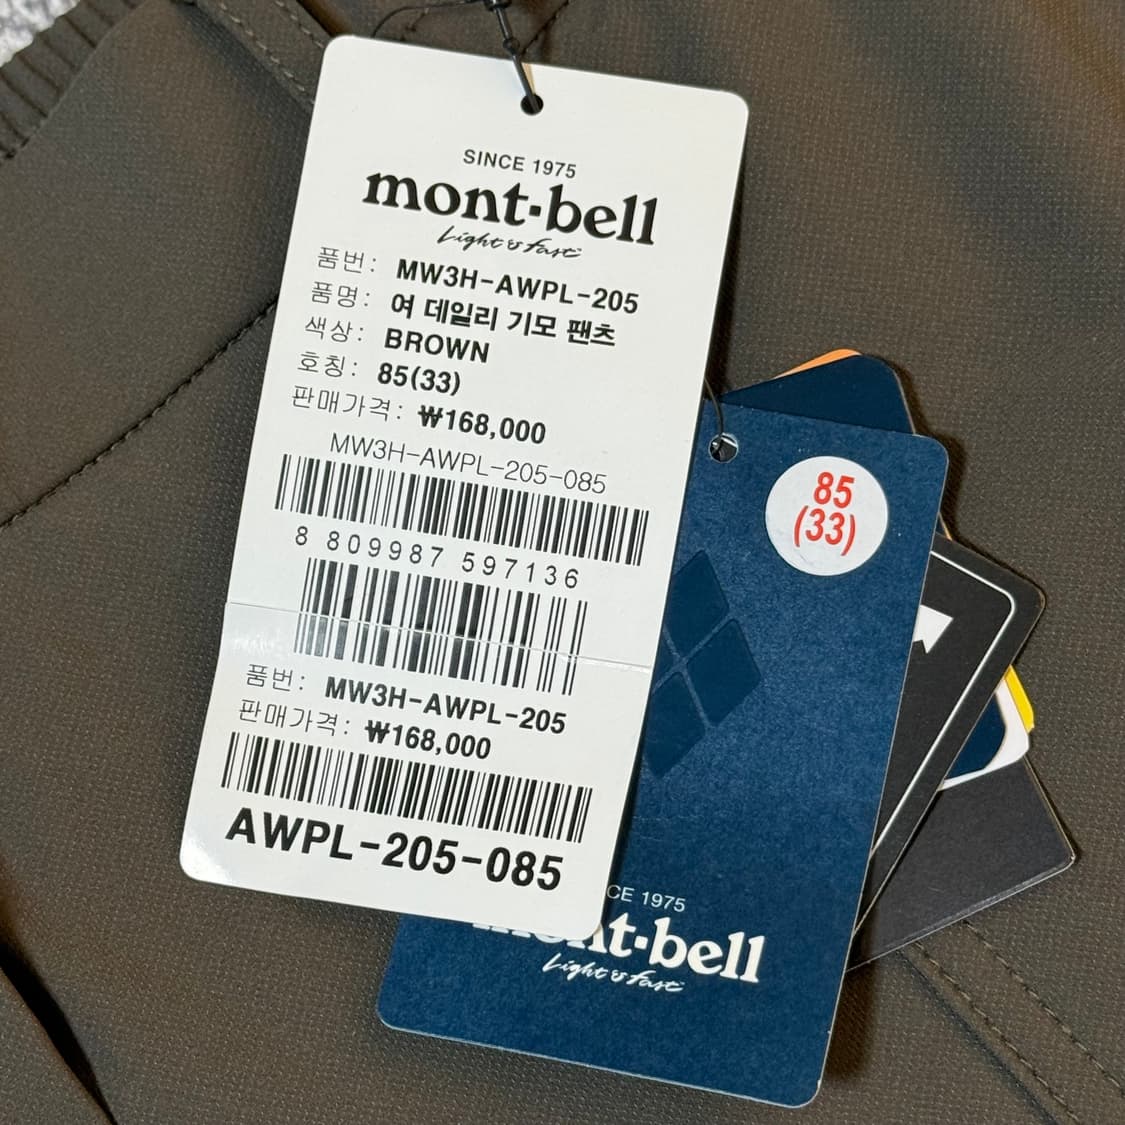 SINCE 1975
mont-bell
Light & Fast
품번: MW3H-AWPL-205
품명: 여 데일리 기모 팬츠
색상: BROWN
호칭: 85(33)
판매가격: ₩168,000
MW3H-AWPL-205-085
8 809987 597136
품번: MW3H-AWPL-205
판매가격: ₩168,000
AWPL-205-085
85
(33)
CE 1975
mont-bell
Light & Fast